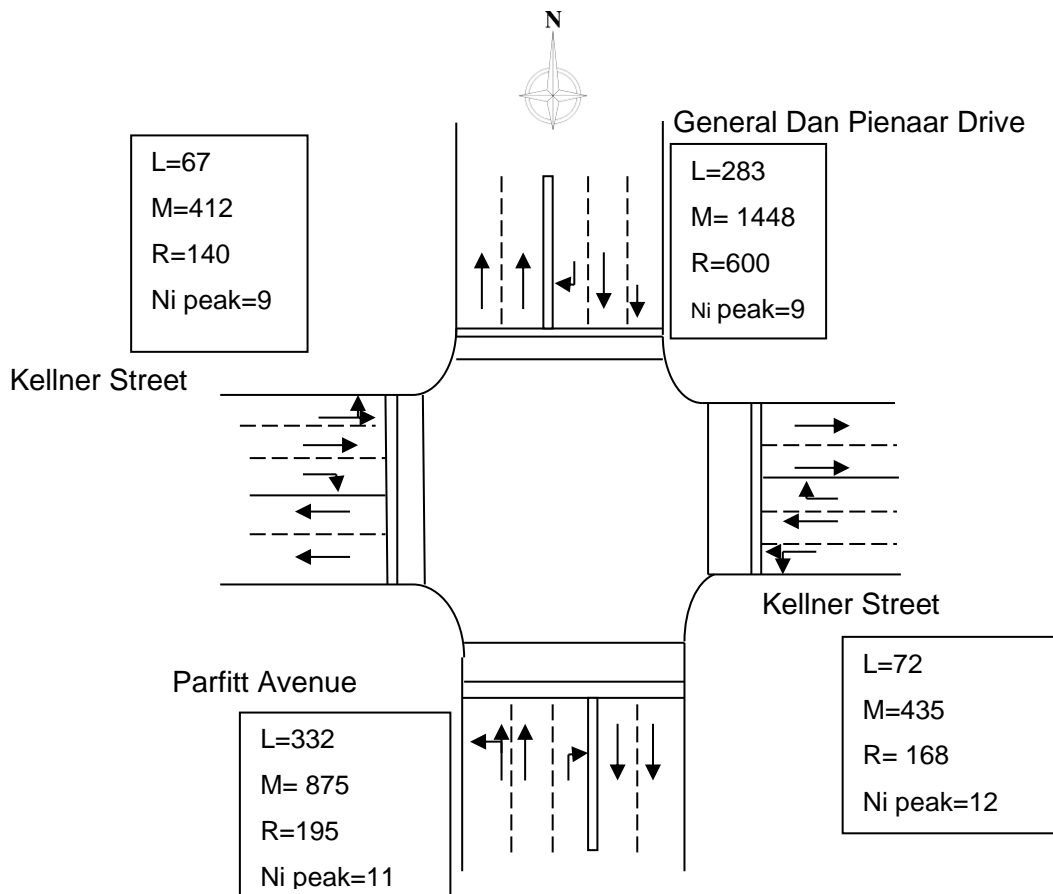 N
General Dan Pienaar Drive
L=67
M=412
R=140
Ni peak=9
L=283
M= 1448
R=600
Ni peak=9
Kellner Street
Kellner Street
Parfitt Avenue
L=332
M= 875
R=195
Ni peak=11
L=72
M=435
R= 168
Ni peak=12